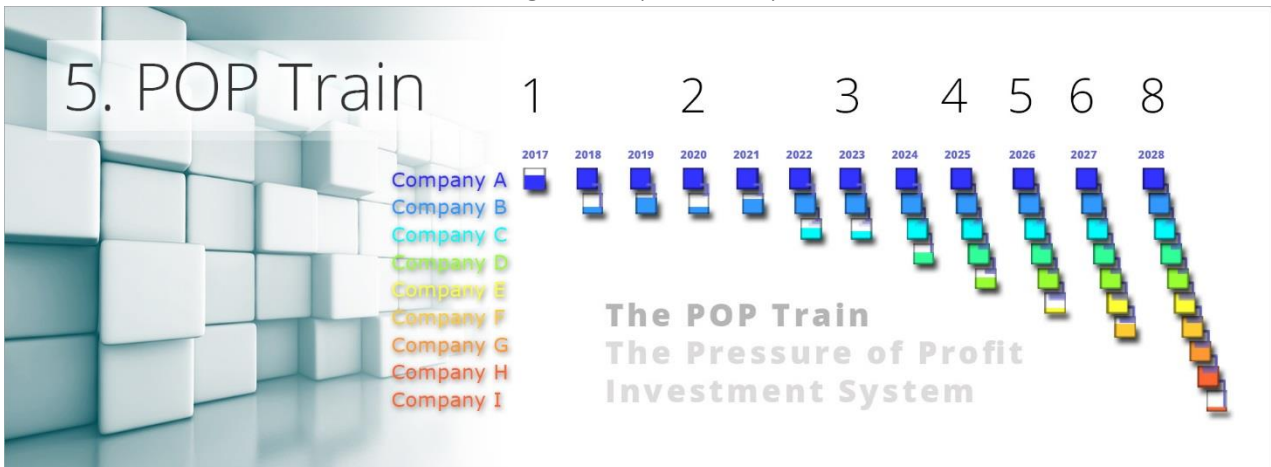 5. POP Train
1 2 3 4 5 6 8
2017 2018 2019 2020 2021 2022 2023 2024 2025 2026 2027 2028
Company A
Company B
Company C
Company D
Company E
Company F
Company G
Company H
Company I
The POP Train
The Pressure of Profit
Investment System